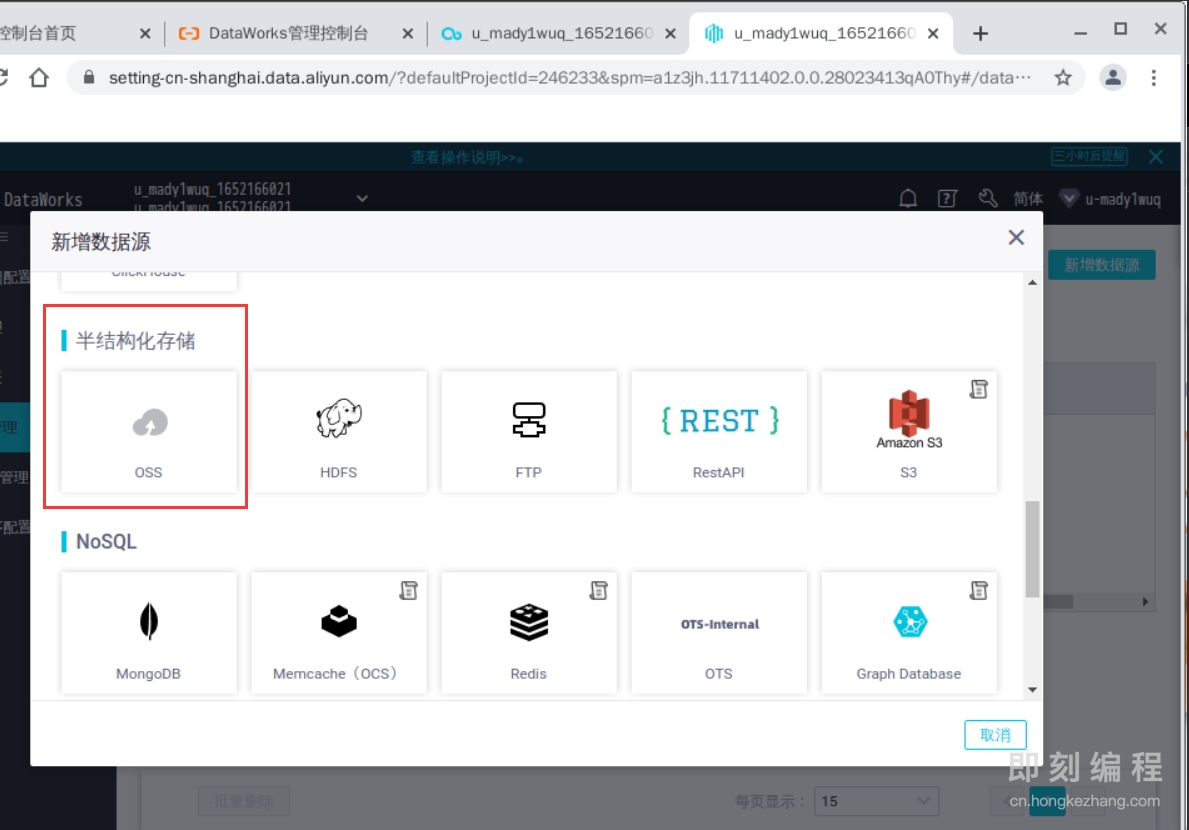 控制台首页
DataWorks管理控制台
u_mady1wuq_16521660
u_mady1wuq_16521660
setting-cn-shanghai.data.aliyun.com/?defaultProjectId=246233&spm=a1z3jh.11711402.0.0.28023413qA0Thy#/data…
查看操作说明>>。
三小时后提醒
DataWorks
u_mady1wuq_1652166021
u_mady1wuq_1652166021
简体
u-mady1wuq
新增数据源
新增数据源
ClickHouse
配置
半结构化存储
OSS
HDFS
FTP
{ REST }
RestAPI
Amazon S3
S3
理
管理
配置
NoSQL
MongoDB
Memcache（OCS）
Redis
OTS-Internal
OTS
Graph Database
取消
批量删除
每页显示：
15
即刻编程
cn.hongkezhang.com